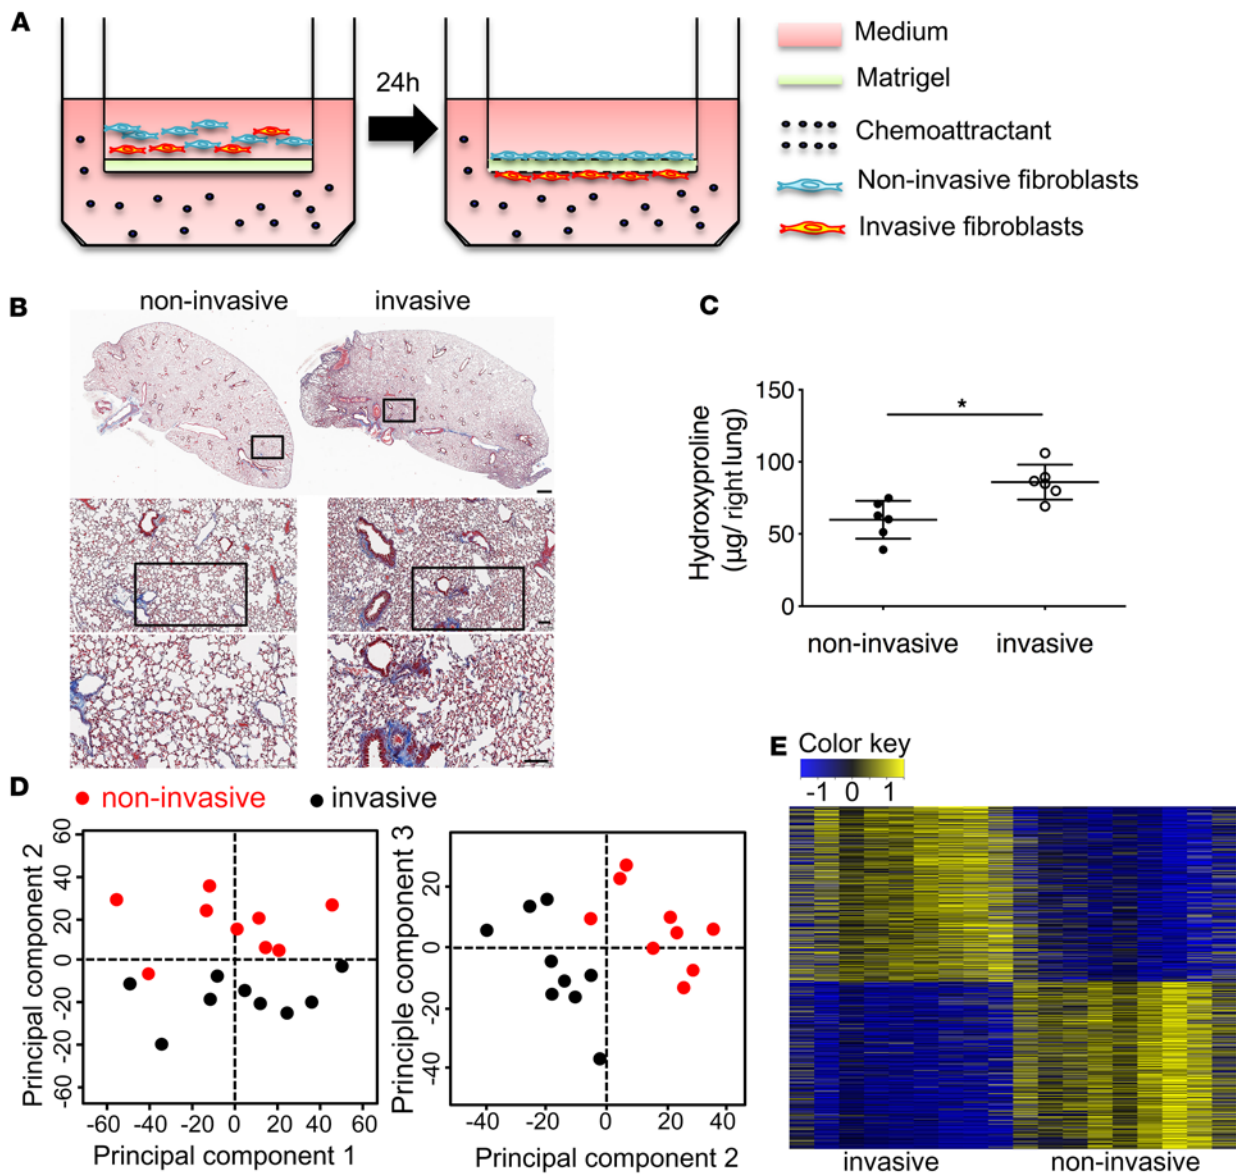 A
24h
Medium
Matrigel
Chemoattractant
Non-invasive fibroblasts
Invasive fibroblasts
B
non-invasive
invasive
C
Hydroxyproline
(µg/ right lung)
150
100
50
0
*
non-invasive
invasive
D
non-invasive
invasive
Principal component 2
60
40
20
0
-20
-40
-60
-60
-20
0
20
40
60
Principal component 1
Principle component 3
20
0
-20
-40
-40
-20
0
20
40
Principal component 2
E
Color key
-1
0
1
invasive
non-invasive